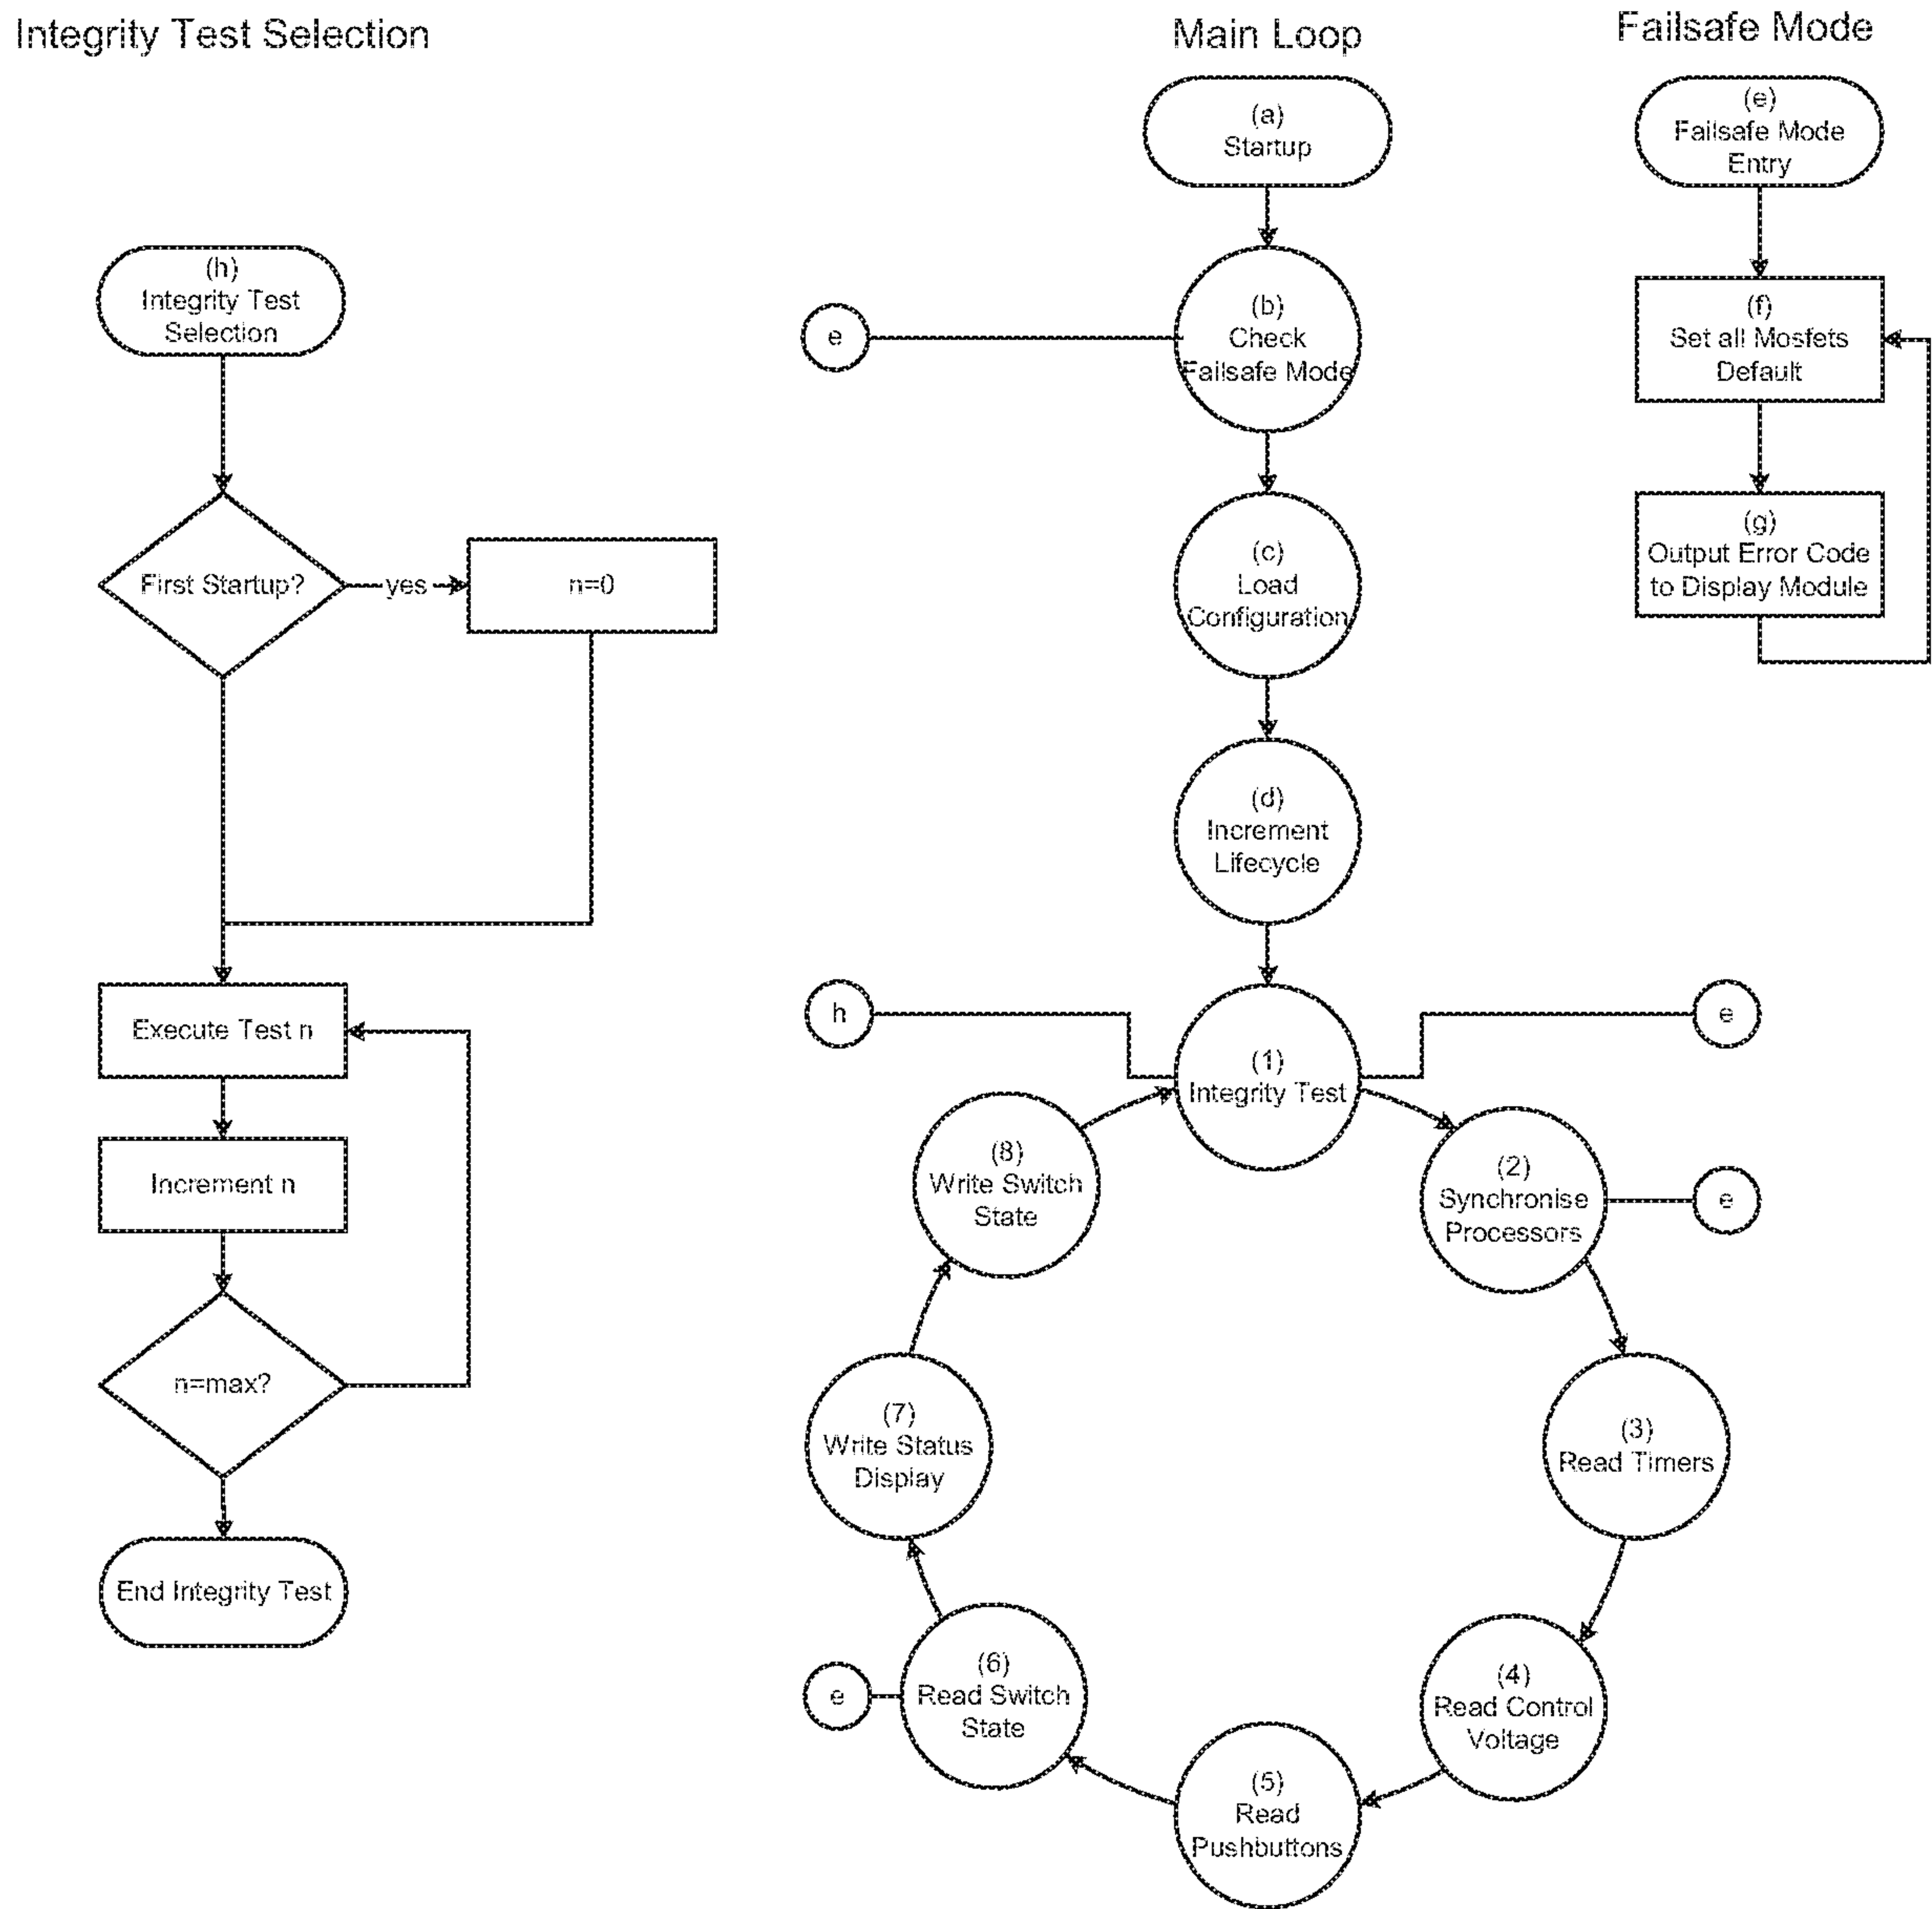 Integrity Test Selection
(h)
Integrity Test
Selection
First Startup?
yes
n=0
Execute Test n
Increment n
n=max?
End Integrity Test
Main Loop
(a)
Startup
(b)
Check
Failsafe Mode
e
(c)
Load
Configuration
(d)
Increment
Lifecycle
h
(1)
Integrity Test
e
(2)
Synchronise
Processors
e
(3)
Read Timers
(4)
Read Control
Voltage
(5)
Read
Pushbuttons
(6)
Read Switch
State
e
(7)
Write Status
Display
(8)
Write Switch
State
Failsafe Mode
(e)
Failsafe Mode
Entry
(f)
Set all Mosfets
Default
(g)
Output Error Code
to Display Module